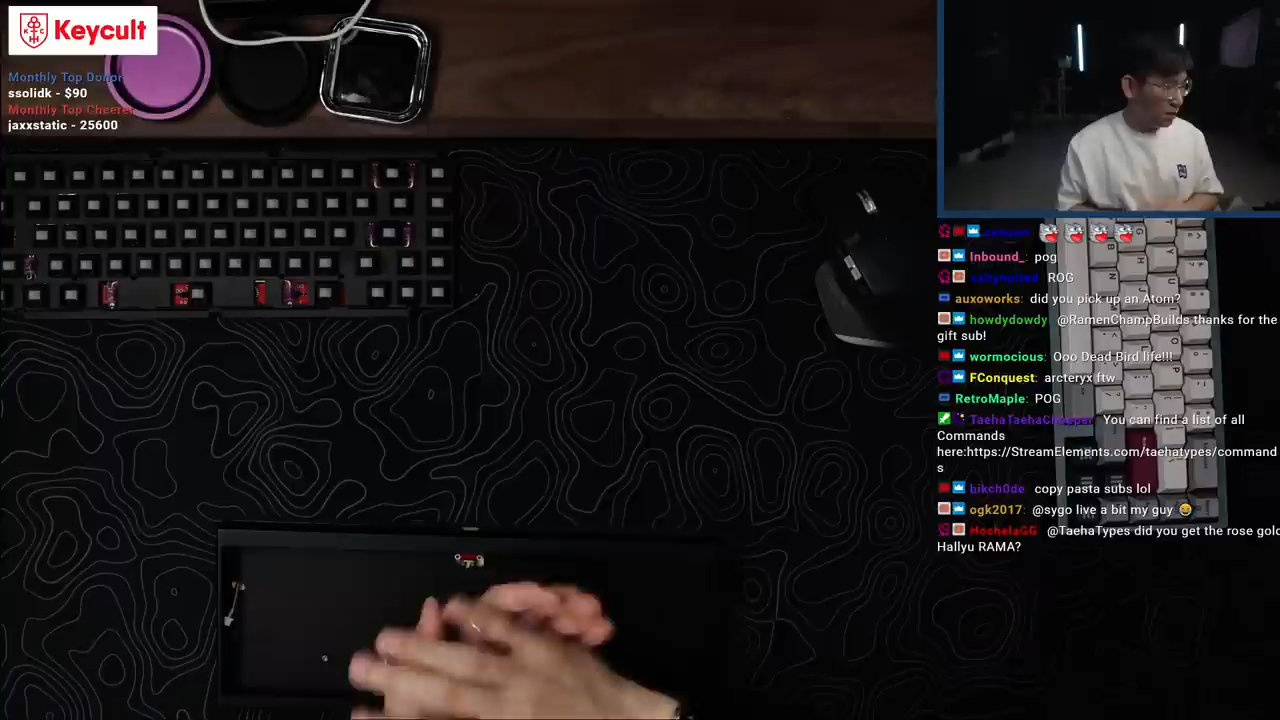 Keycult
Monthly Top Donor
ssolidk - $90
Monthly Top Cheerer
jaxxstatic - 25600
Inbound_: pog
saltynoited ROG
auxoworks: did you pick up an Atom?
howdydowdy @RamenChampBuilds thanks for the
gift sub!
wormocious: Ooo Dead Bird life!!!
FConquest: arcteryx ftw
RetroMaple: POG
TaehaTaehaChopper You can find a list of all
Commands
here:https://StreamElements.com/taehatypes/command
s
bikch0de copy pasta subs lol
ogk2017: @sygo live a bit my guy
HochelaGG @TaehaTypes did you get the rose gold
Hallyu RAMA?